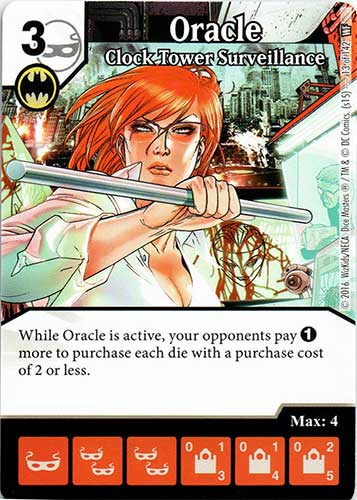 3
Oracle
Clock Tower Surveillance
13 of 142 WF
© 2016 Wizkids/NECA. Dice Masters ® TM & © DC Comics. (s15)
While Oracle is active, your opponents pay 1
more to purchase each die with a purchase cost
of 2 or less.
Max: 4
0 1 3
0 1 4
0 2 5